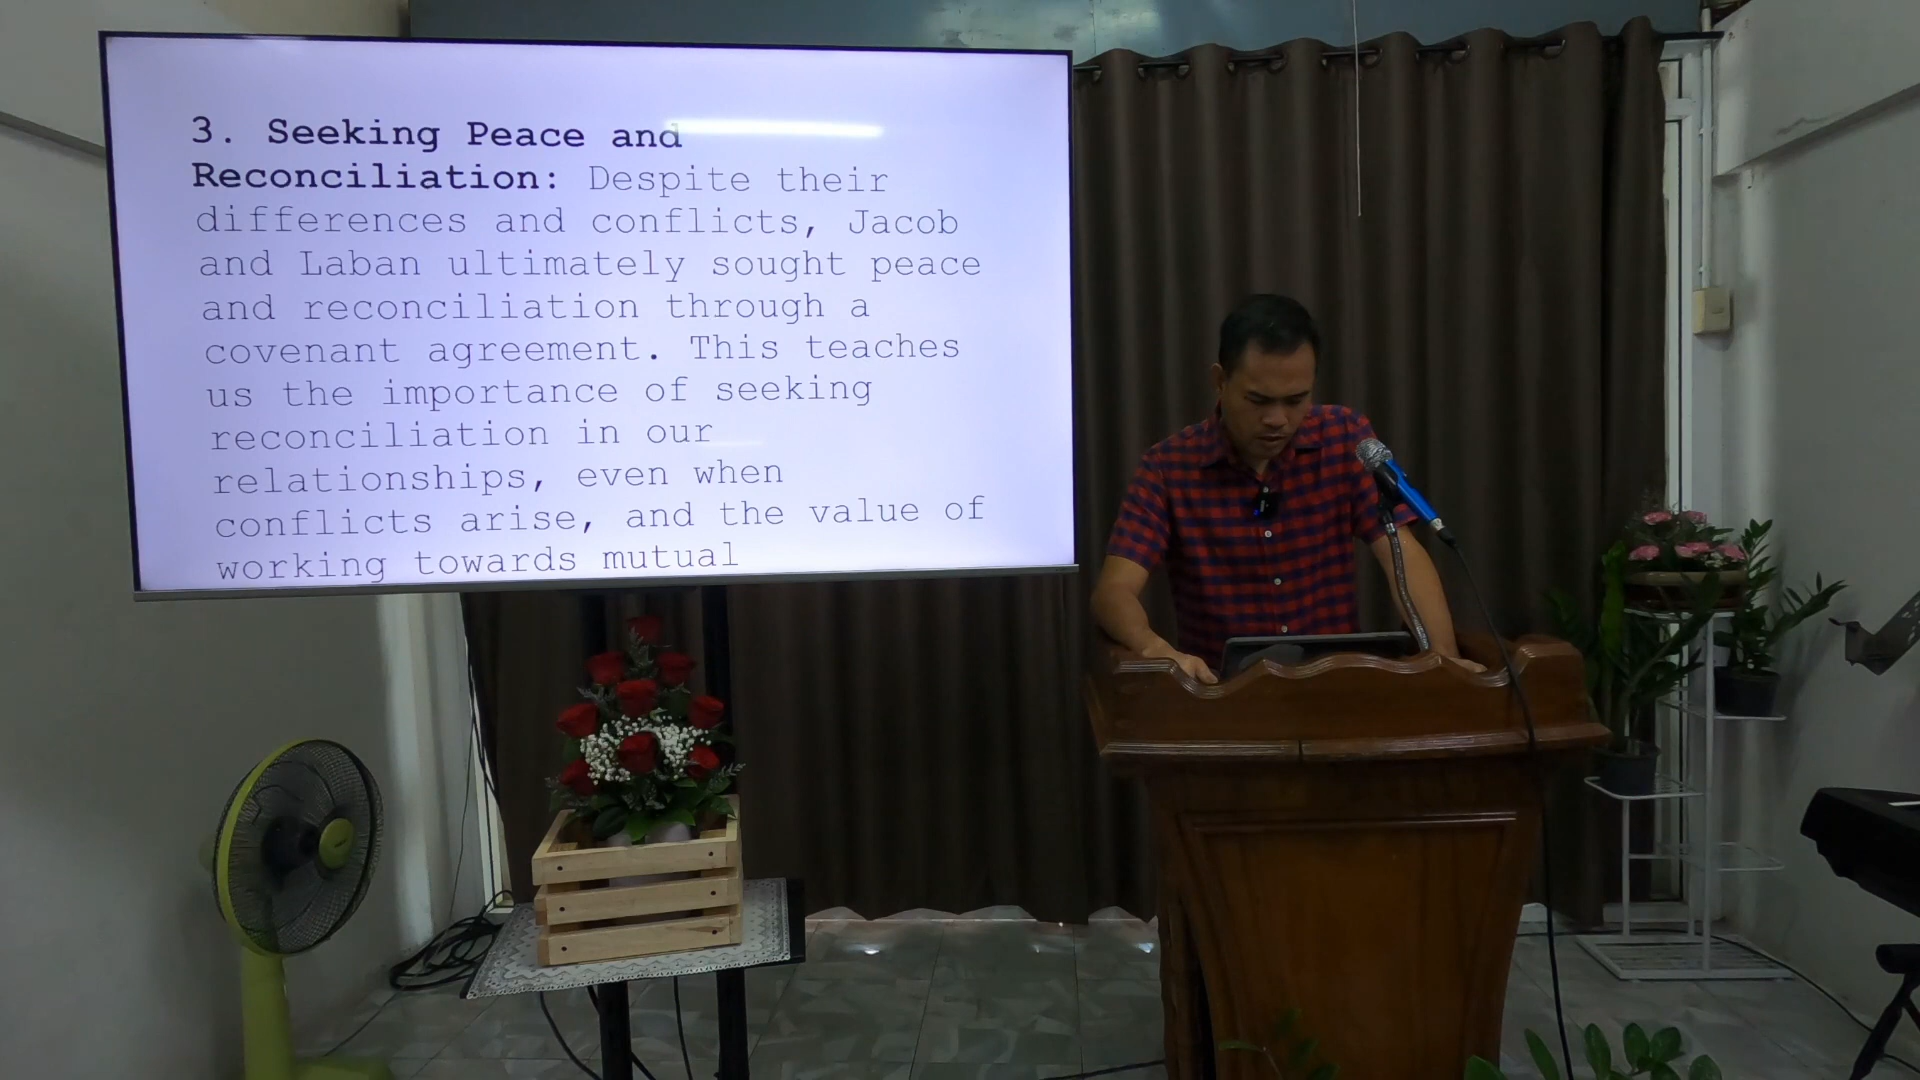 3. Seeking Peace and
Reconciliation: Despite their
differences and conflicts, Jacob
and Laban ultimately sought peace
and reconciliation through a
covenant agreement. This teaches
us the importance of seeking
reconciliation in our
relationships, even when
conflicts arise, and the value of
working towards mutual